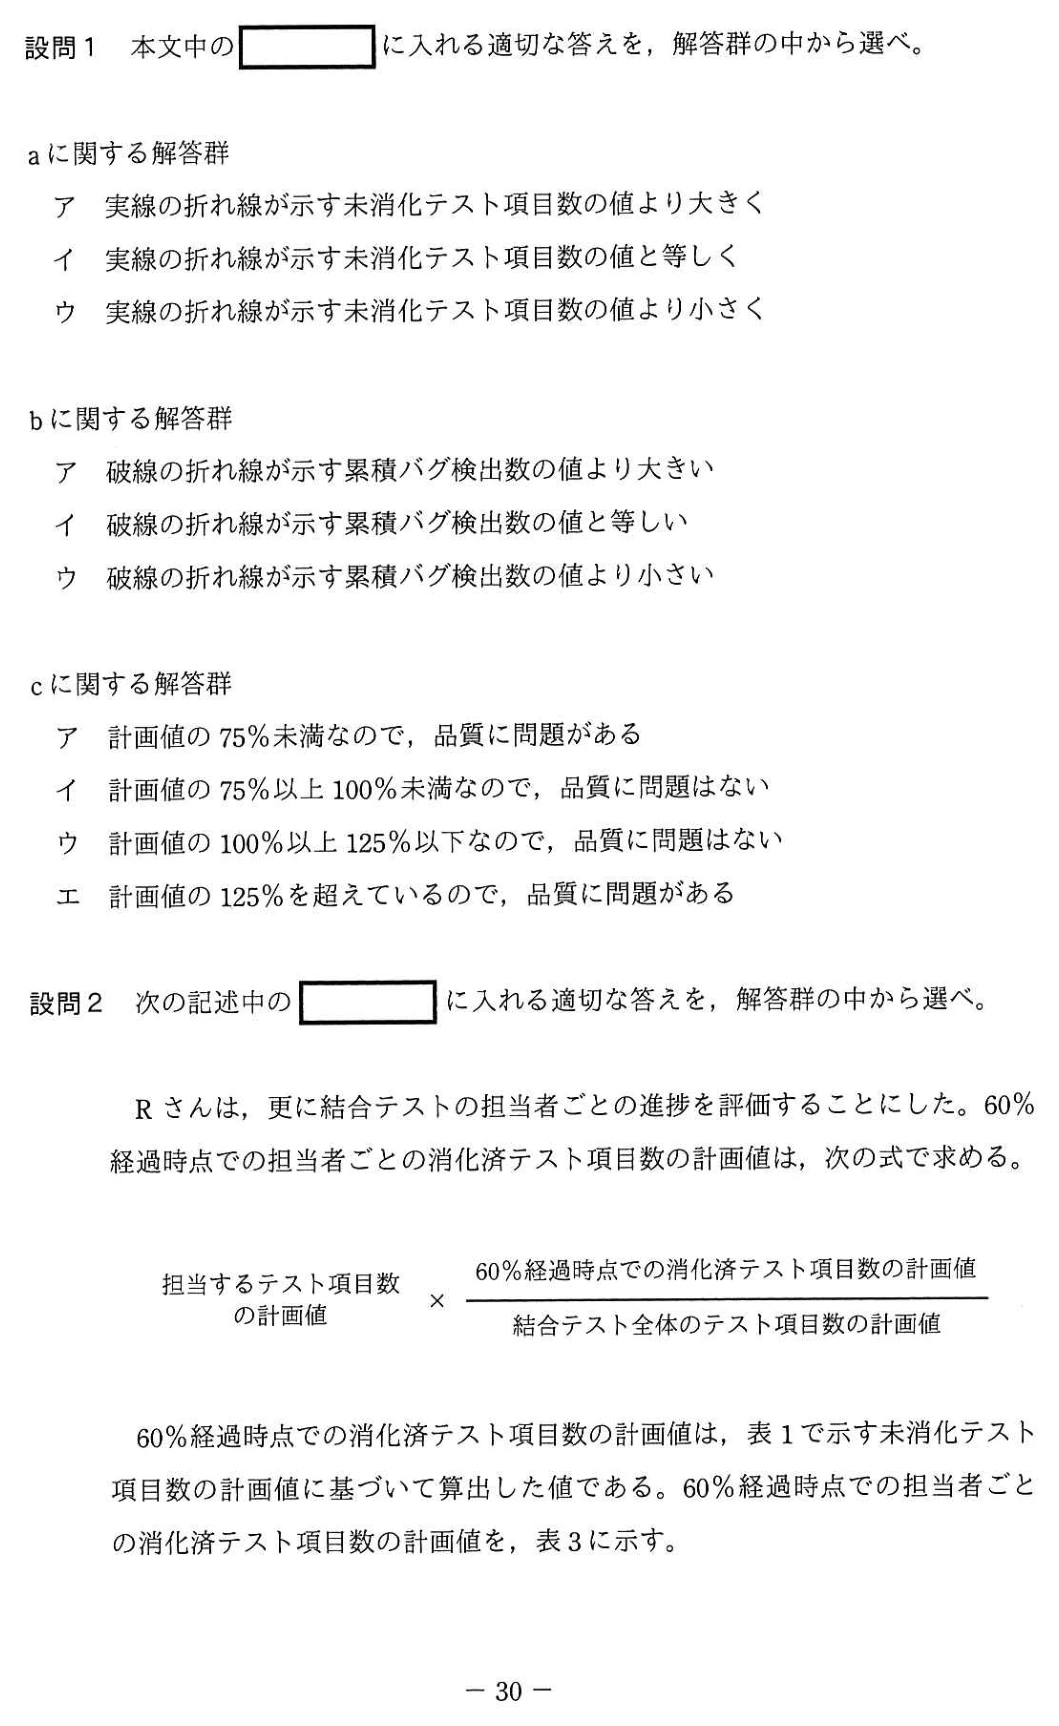 設問1 本文中の に入れる適切な答えを，解答群の中から選べ。
aに関する解答群
ア 実線の折れ線が示す未消化テスト項目数の値より大きく
イ 実線の折れ線が示す未消化テスト項目数の値と等しく
ウ 実線の折れ線が示す未消化テスト項目数の値より小さく
bに関する解答群
ア 破線の折れ線が示す累積バグ検出数の値より大きい
イ 破線の折れ線が示す累積バグ検出数の値と等しい
ウ 破線の折れ線が示す累積バグ検出数の値より小さい
cに関する解答群
ア 計画値の75%未満なので，品質に問題がある
イ 計画値の75%以上100%未満なので，品質に問題はない
ウ 計画値の100%以上125%以下なので，品質に問題はない
エ 計画値の125%を超えているので，品質に問題がある
設問2 次の記述中の に入れる適切な答えを，解答群の中から選べ。
Rさんは，更に結合テストの担当者ごとの進捗を評価することにした。60%
経過時点での担当者ごとの消化済テスト項目数の計画値は，次の式で求める。
担当するテスト項目数
の計画値
×
60%経過時点での消化済テスト項目数の計画値
結合テスト全体のテスト項目数の計画値
60%経過時点での消化済テスト項目数の計画値は，表1で示す未消化テスト
項目数の計画値に基づいて算出した値である。60%経過時点での担当者ごと
の消化済テスト項目数の計画値を，表3に示す。
－ 30 －